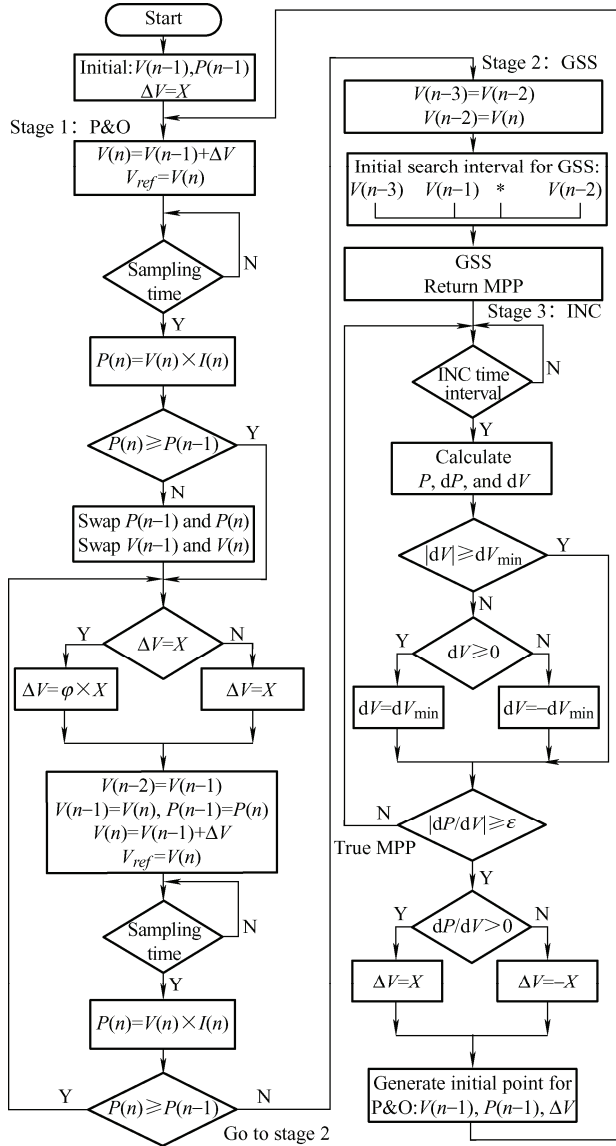 Start
Initial:V(n−1),P(n−1)
ΔV=X
Stage 1：P&O
V(n)=V(n−1)+ΔV
Vref=V(n)
N
Sampling
time
Y
P(n)=V(n)×I(n)
P(n)≥P(n−1)
Y
N
Swap P(n−1) and P(n)
Swap V(n−1) and V(n)
ΔV=X
Y
N
ΔV=φ×X
ΔV=X
V(n−2)=V(n−1)
V(n−1)=V(n), P(n−1)=P(n)
V(n)=V(n−1)+ΔV
Vref=V(n)
Sampling
time
N
Y
P(n)=V(n)×I(n)
Y
P(n)≥P(n−1)
N
Go to stage 2
Stage 2：GSS
V(n−3)=V(n−2)
V(n−2)=V(n)
Initial search interval for GSS:
V(n−3) V(n−1) * V(n−2)
GSS
Return MPP
Stage 3：INC
INC time
interval
N
Y
Calculate
P, dP, and dV
|dV|≥dVmin
Y
N
Y
dV≥0
N
dV=dVmin
dV=−dVmin
N
|dP/dV|≥ε
True MPP
Y
Y
dP/dV>0
N
ΔV=X
ΔV=−X
Generate initial point for
P&O:V(n−1), P(n−1), ΔV